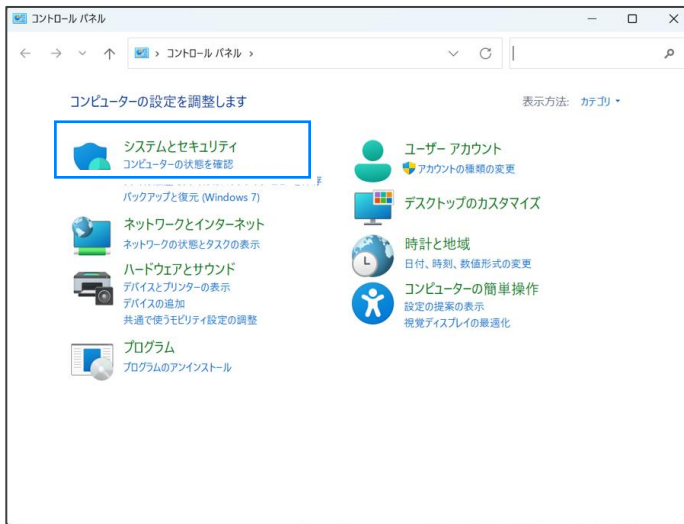 コントロール パネル
コントロール パネル
コンピューターの設定を調整します
表示方法: カテゴリ
システムとセキュリティ
コンピューターの状態を確認
バックアップと復元 (Windows 7)
ネットワークとインターネット
ネットワークの状態とタスクの表示
ハードウェアとサウンド
デバイスとプリンターの表示
デバイスの追加
共通で使うモビリティ設定の調整
プログラム
プログラムのアンインストール
ユーザー アカウント
アカウントの種類の変更
デスクトップのカスタマイズ
時計と地域
日付、時刻、数値形式の変更
コンピューターの簡単操作
設定の提案の表示
視覚ディスプレイの最適化